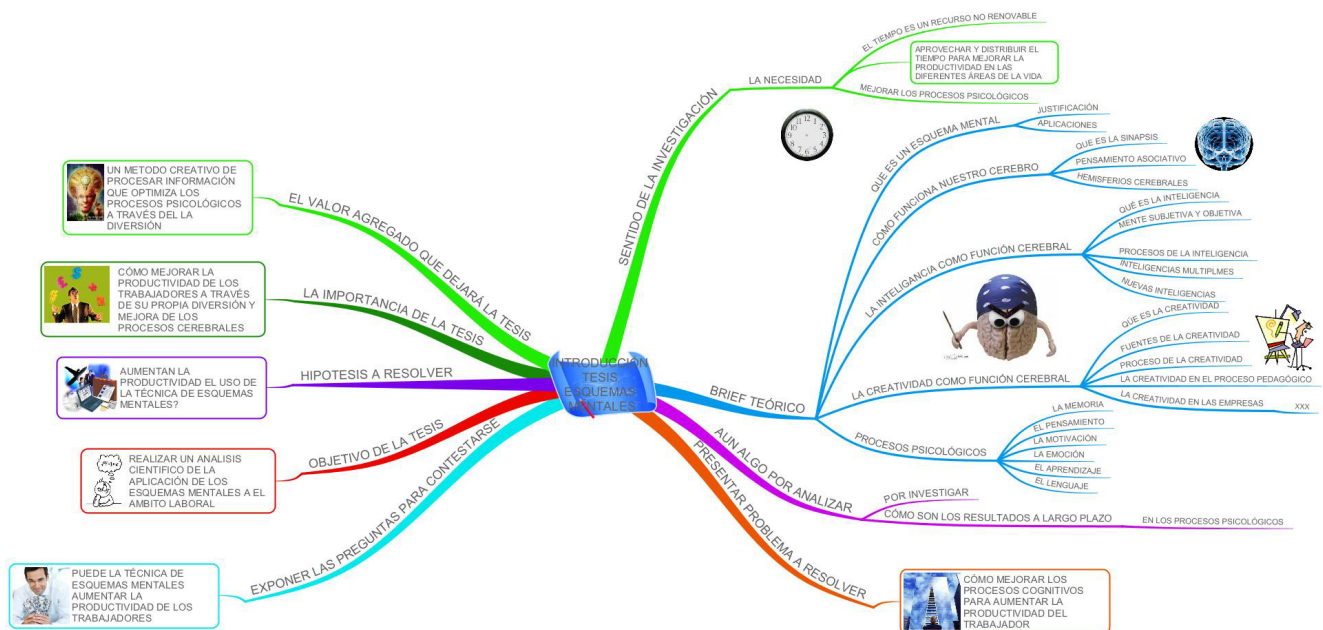 INTRODUCCIÓN
TESIS
ESQUEMAS
MENTALES
SENTIDO DE LA INVESTIGACIÓN
LA NECESIDAD
EL TIEMPO ES UN RECURSO NO RENOVABLE
APROVECHAR Y DISTRIBUIR EL
TIEMPO PARA MEJORAR LA
PRODUCTIVIDAD EN LAS
DIFERENTES ÁREAS DE LA VIDA
MEJORAR LOS PROCESOS PSICOLÓGICOS
BRIEF TEÓRICO
QUE ES UN ESQUEMA MENTAL
JUSTIFICACIÓN
APLICACIONES
CÓMO FUNCIONA NUESTRO CEREBRO
QUE ES LA SINAPSIS
PENSAMIENTO ASOCIATIVO
HEMISFERIOS CEREBRALES
LA INTELIGANCIA COMO FUNCIÓN CEREBRAL
QUÉ ES LA INTELIGENCIA
MENTE SUBJETIVA Y OBJETIVA
PROCESOS DE LA INTELIGENCIA
INTELIGENCIAS MULTIPLMES
NUEVAS INTELIGENCIAS
LA CREATIVIDAD COMO FUNCIÓN CEREBRAL
QÚE ES LA CREATIVIDAD
FUENTES DE LA CREATIVIDAD
PROCESO DE LA CREATIVIDAD
LA CREATIVIDAD EN EL PROCESO PEDAGÓGICO
LA CREATIVIDAD EN LAS EMPRESAS
XXX
PROCESOS PSICOLÓGICOS
LA MEMORIA
EL PENSAMIENTO
LA MOTIVACIÓN
LA EMOCIÓN
EL APRENDIZAJE
EL LENGUAJE
AUN ALGO POR ANALIZAR
POR INVESTIGAR
CÓMO SON LOS RESULTADOS A LARGO PLAZO
EN LOS PROCESOS PSICOLÓGICOS
PRESENTAR PROBLEMA A RESOLVER
CÓMO MEJORAR LOS
PROCESOS COGNITIVOS
PARA AUMENTAR LA
PRODUCTIVIDAD DEL
TRABAJADOR
EL VALOR AGREGADO QUE DEJARÁ LA TESIS
UN METODO CREATIVO DE
PROCESAR INFORMACIÓN
QUE OPTIMIZA LOS
PROCESOS PSICOLÓGICOS
A TRAVÉS DEL LA
DIVERSIÓN
LA IMPORTANCIA DE LA TESIS
CÓMO MEJORAR LA
PRODUCTIVIDAD DE LOS
TRABAJADORES A TRAVÉS
DE SU PROPIA DIVERSIÓN Y
MEJORA DE LOS
PROCESOS CEREBRALES
HIPOTESIS A RESOLVER
AUMENTAN LA
PRODUCTIVIDAD EL USO DE
LA TÉCNICA DE ESQUEMAS
MENTALES?
OBJETIVO DE LA TESIS
REALIZAR UN ANALISIS
CIENTIFICO DE LA
APLICACIÓN DE LOS
ESQUEMAS MENTALES A EL
AMBITO LABORAL
EXPONER LAS PREGUNTAS PARA CONTESTARSE
PUEDE LA TÉCNICA DE
ESQUEMAS MENTALES
AUMENTAR LA
PRODUCTIVIDAD DE LOS
TRABAJADORES